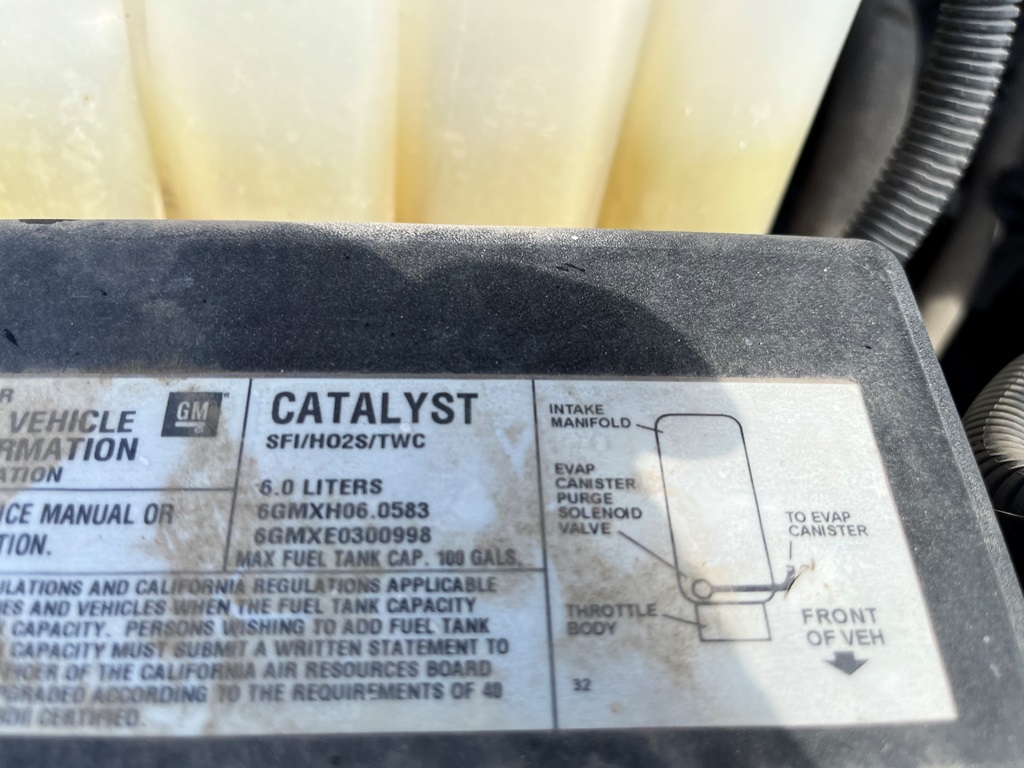 R
VEHICLE
RMATION
ATION
GM
ICE MANUAL OR
TION.
CATALYST
SFI/HO2S/TWC
6.0 LITERS
6GMXH06.0583
6GMXE0300998
MAX FUEL TANK CAP. 100 GALS.
ULATIONS AND CALIFORNIA REGULATIONS APPLICABLE
ES AND VEHICLES WHEN THE FUEL TANK CAPACITY
CAPACITY. PERSONS WISHING TO ADD FUEL TANK
CAPACITY MUST SUBMIT A WRITTEN STATEMENT TO
OF THE CALIFORNIA AIR RESOURCES BOARD
PGRADED ACCORDING TO THE REQUIREMENTS OF 40
CERTIFIED.
INTAKE
MANIFOLD
EVAP
CANISTER
PURGE
SOLENOID
VALVE
TO EVAP
CANISTER
THROTTLE
BODY
FRONT
OF VEH
32